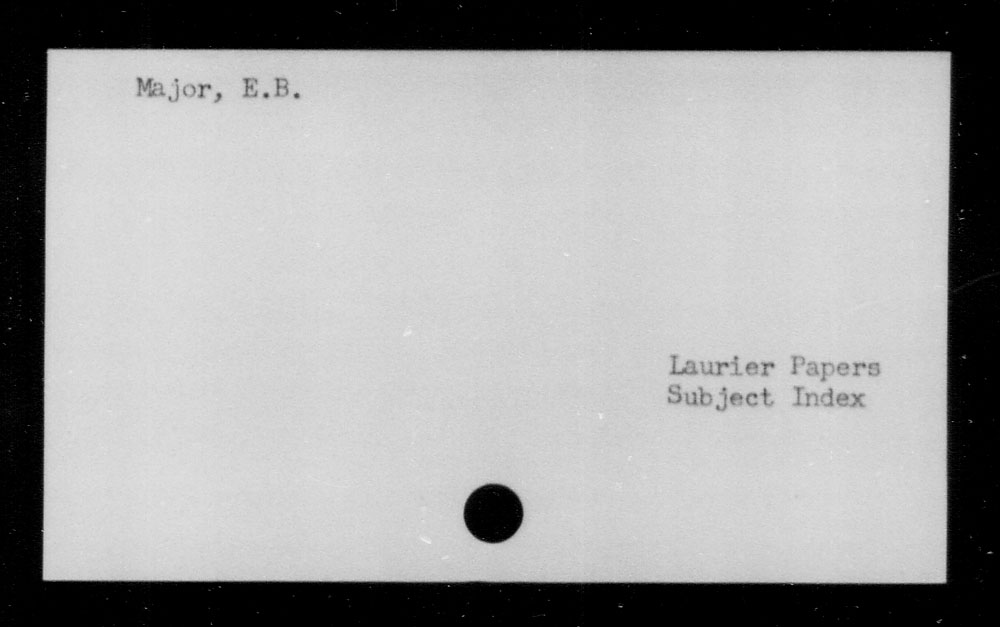 Major, E.B.
Laurier Papers
Subject Index